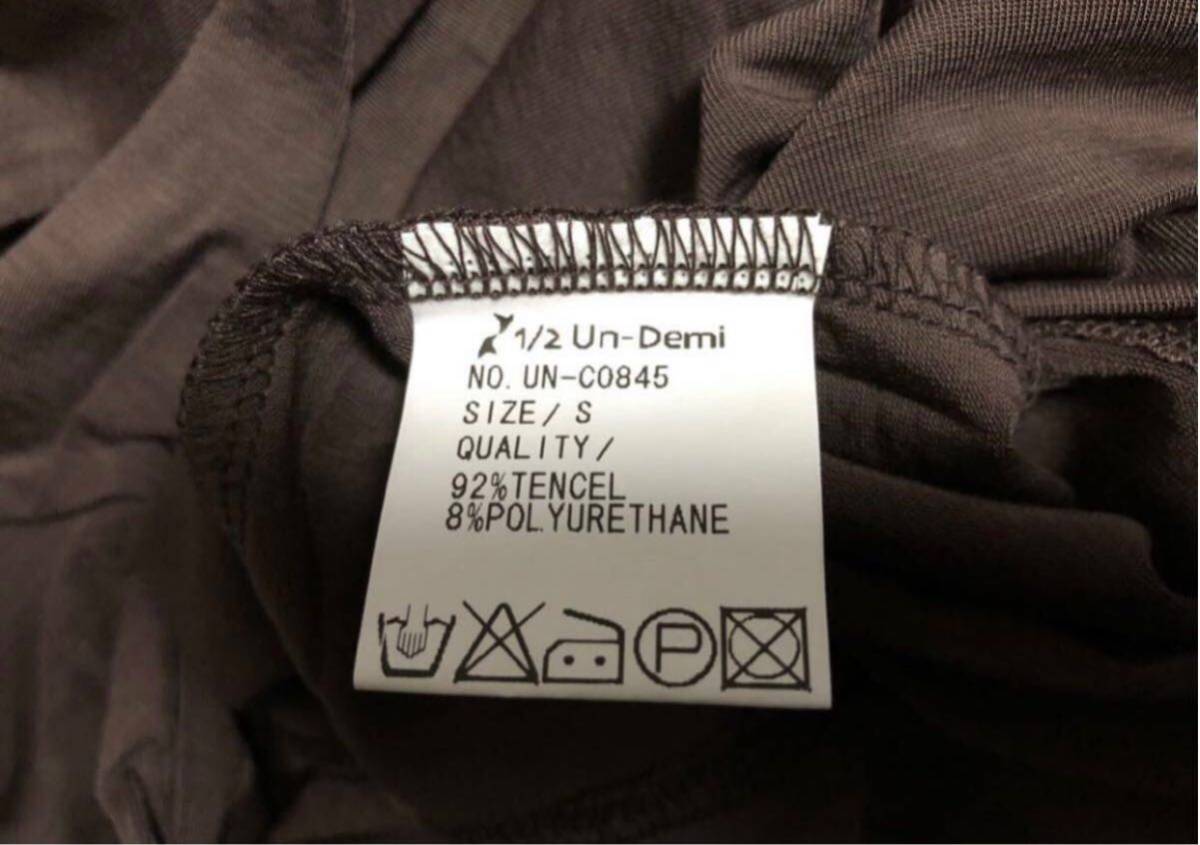 1/2 Un-Demi
NO. UN-C0845
SIZE/ S
QUALITY/
92%TENCEL
8%POLYURETHANE
P